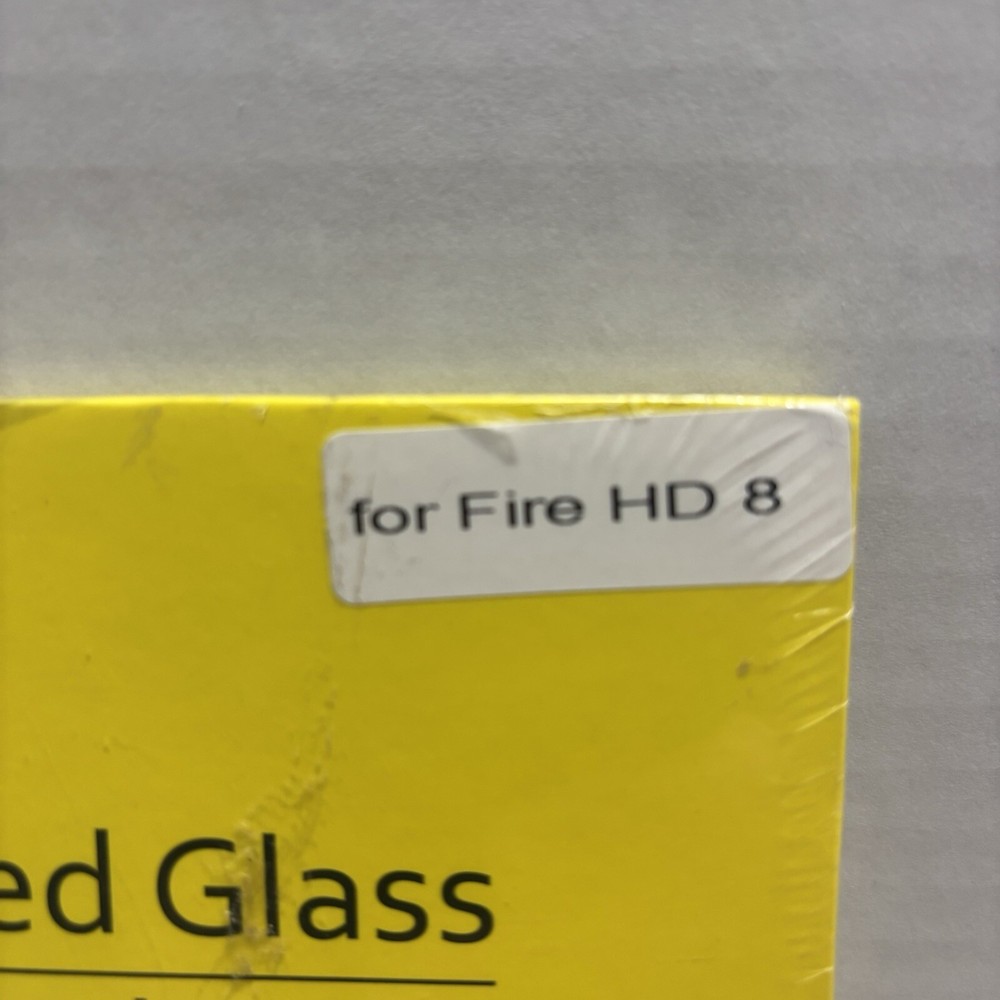 for Fire HD 8
ed Glass